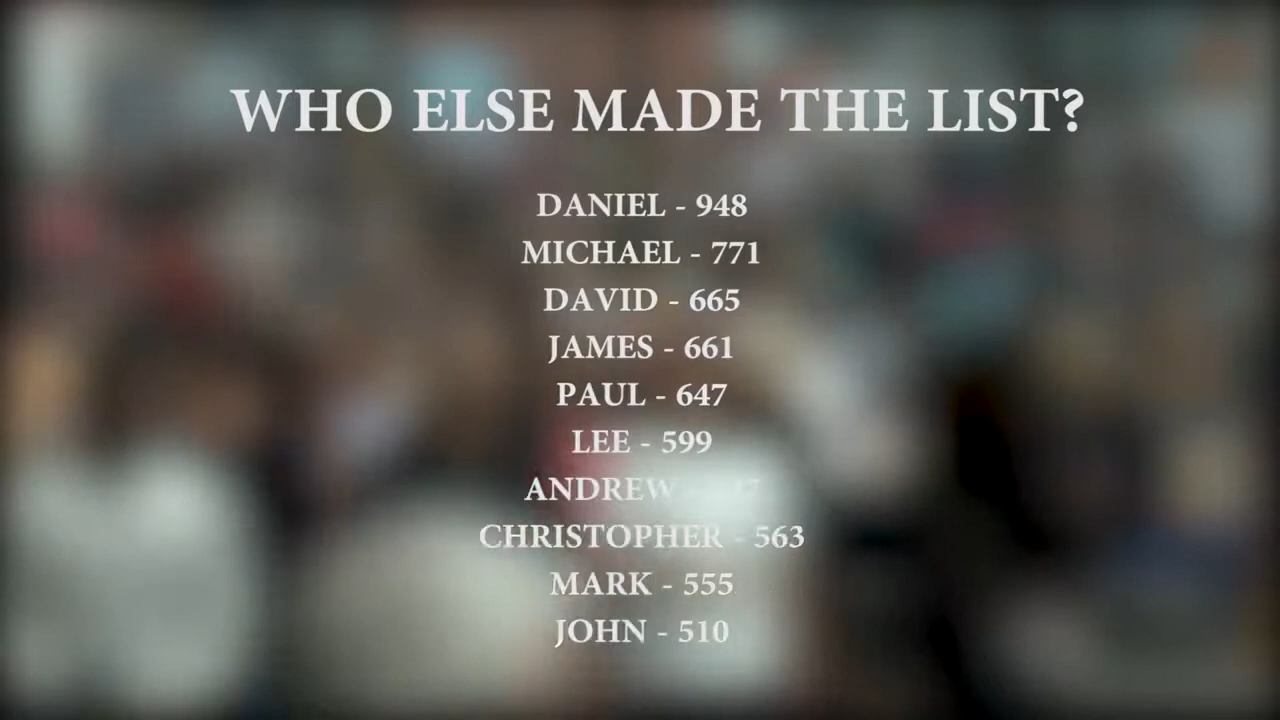 WHO ELSE MADE THE LIST?
DANIEL - 948
MICHAEL - 771
DAVID - 665
JAMES - 661
PAUL - 647
LEE - 599
ANDREW
CHRISTOPHER - 563
MARK - 555
JOHN - 510